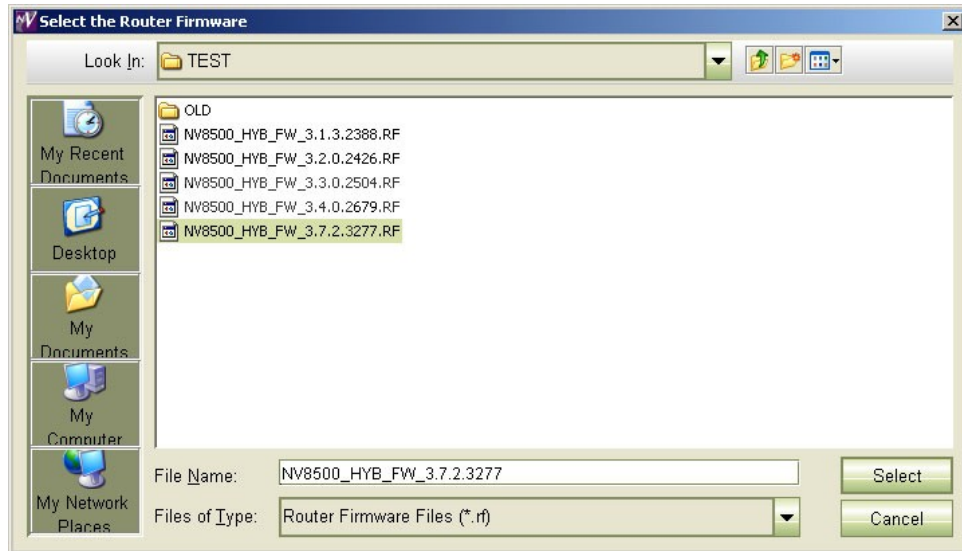 Select the Router Firmware
Look In:
TEST
My Recent
Documents
Desktop
My
Documents
My
Computer
My Network
Places
OLD
NV8500_HYB_FW_3.1.3.2388.RF
NV8500_HYB_FW_3.2.0.2426.RF
NV8500_HYB_FW_3.3.0.2504.RF
NV8500_HYB_FW_3.4.0.2679.RF
NV8500_HYB_FW_3.7.2.3277.RF
File Name:
NV8500_HYB_FW_3.7.2.3277
Select
Files of Type:
Router Firmware Files (*.rf)
Cancel